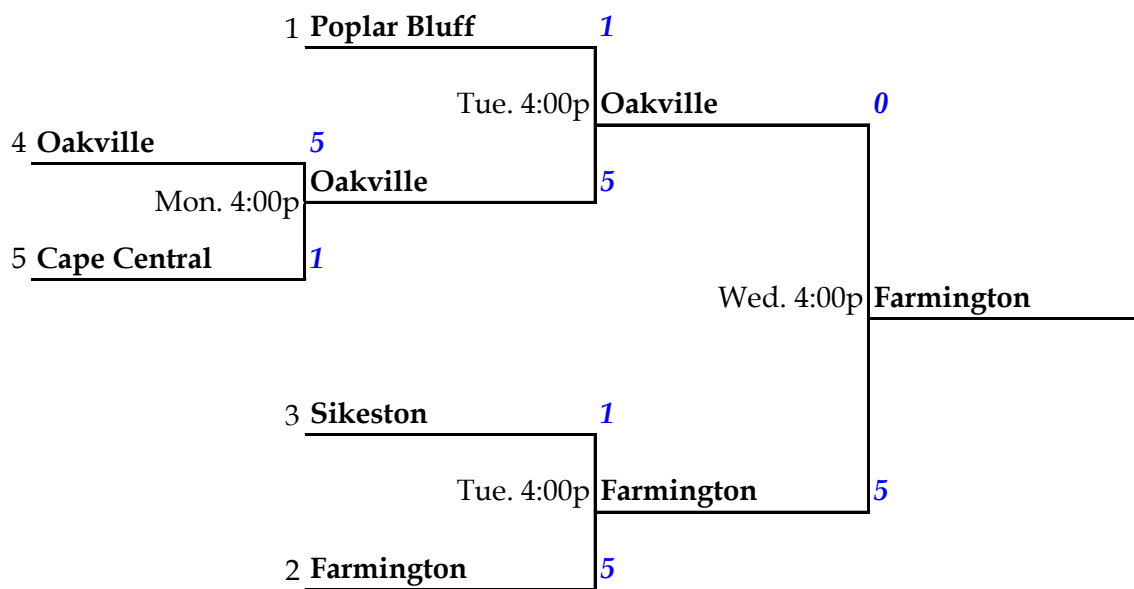 1 Poplar Bluff 1
Tue. 4:00p Oakville 0
4 Oakville 5
Oakville 5
Mon. 4:00p
5 Cape Central 1
Wed. 4:00p Farmington
3 Sikeston 1
Tue. 4:00p Farmington 5
2 Farmington 5